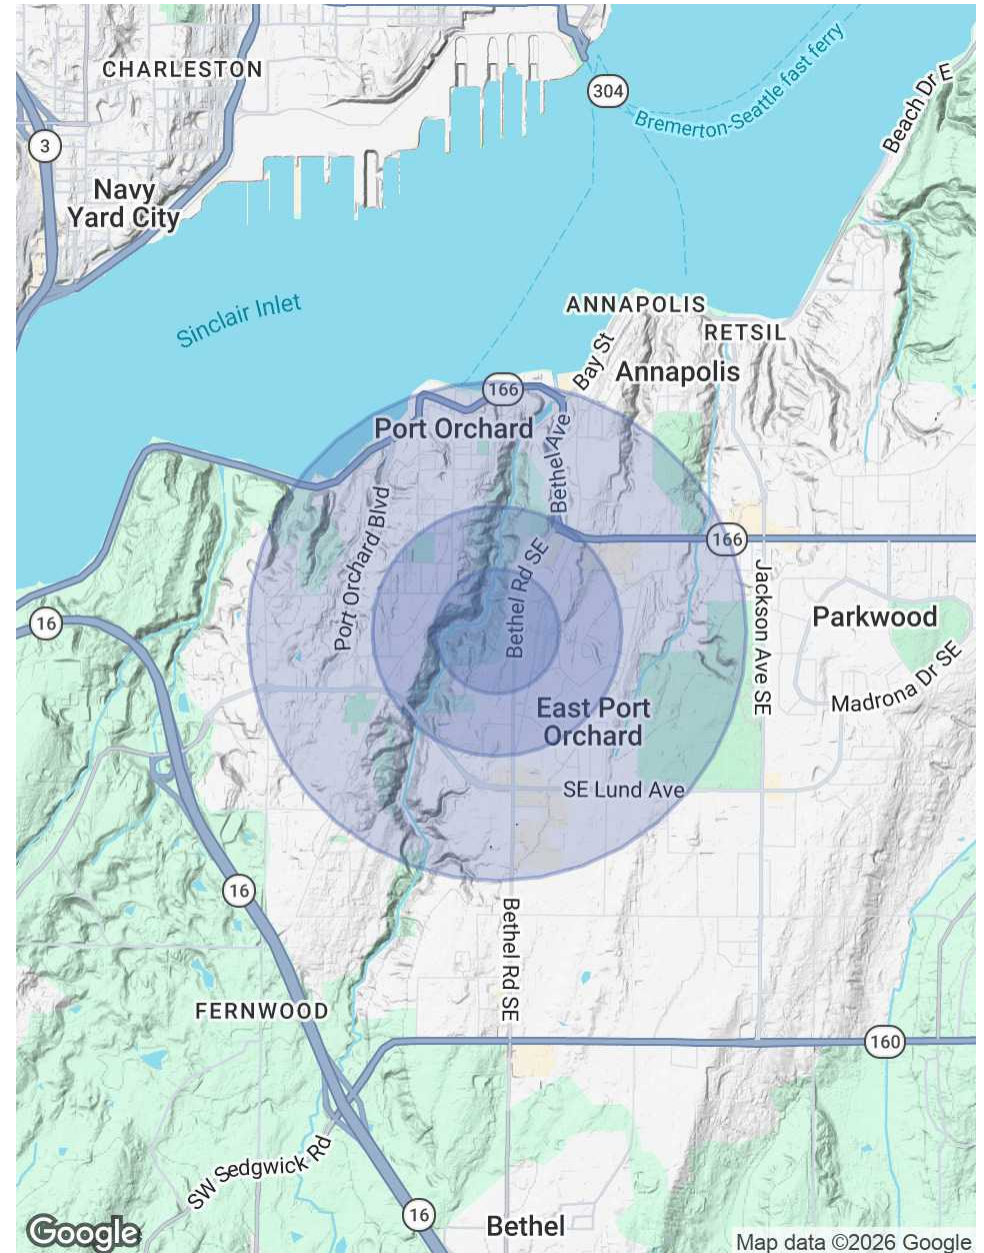 CHARLESTON
304
Bremerton-Seattle fast ferry
Beach Dr E
3
Navy
Yard City
Sinclair Inlet
ANNAPOLIS
RETSIL
Bay St
Annapolis
166
Port Orchard
Bethel Ave
Port Orchard Blvd
166
Bethel Rd SE
Jackson Ave SE
16
Parkwood
Madrona Dr SE
East Port
Orchard
SE Lund Ave
16
Bethel Rd SE
FERNWOOD
160
SW Sedgwick Rd
16
Bethel
Google
Map data ©2026 Google